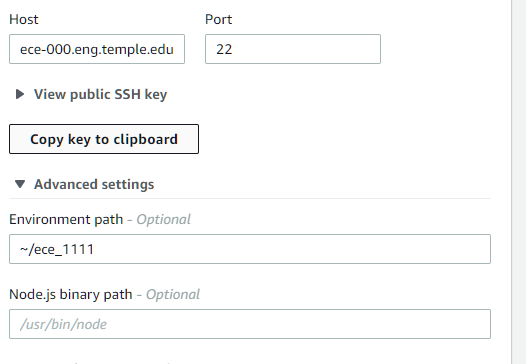 Host Port
ece-000.eng.temple.edu 22
View public SSH key
Copy key to clipboard
Advanced settings
Environment path - Optional
~/ece_1111
Node.js binary path - Optional
/usr/bin/node